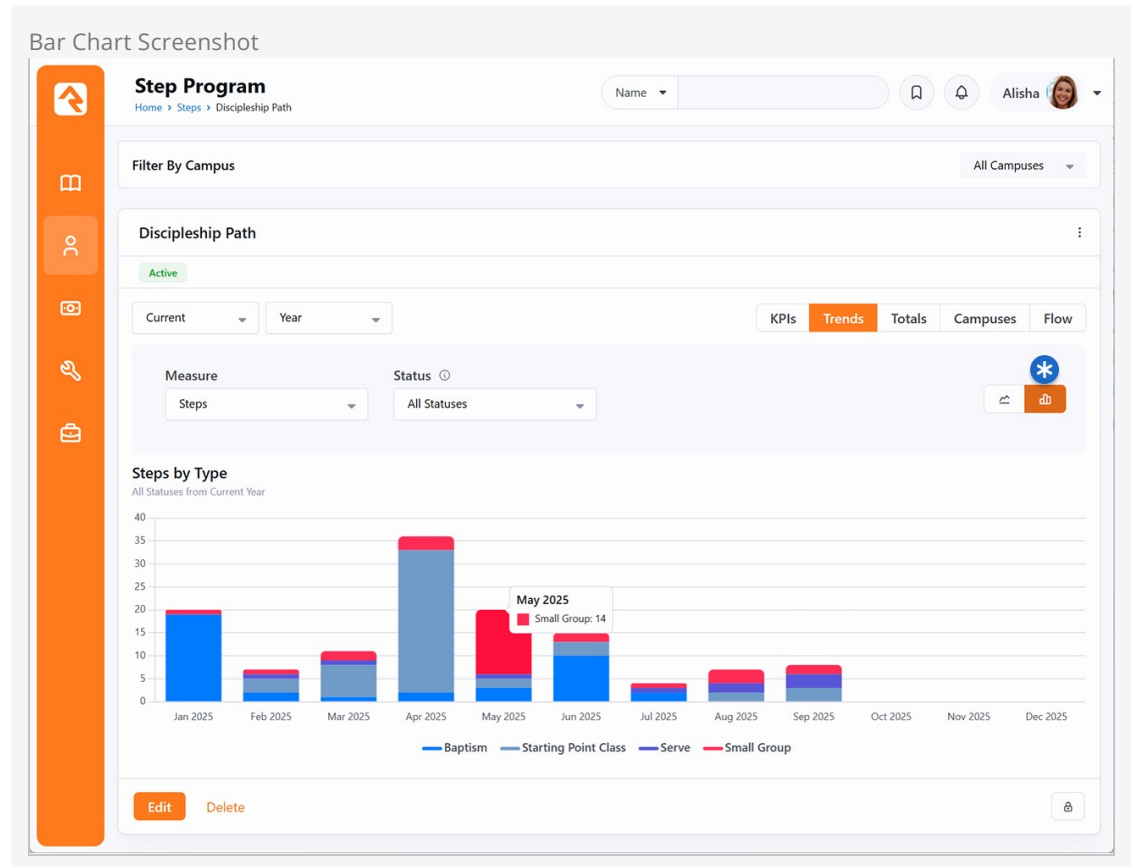 Bar Chart Screenshot
Step Program
Home > Steps > Discipleship Path
Name
Alisha
Filter By Campus
All Campuses
Discipleship Path
Active
Current
Year
KPIs Trends Totals Campuses Flow
Measure
Status
Steps
All Statuses
Steps by Type
All Statuses from Current Year
40
35
30
25
20
15
10
5
0
May 2025
Small Group: 14
Jan 2025 Feb 2025 Mar 2025 Apr 2025 May 2025 Jun 2025 Jul 2025 Aug 2025 Sep 2025 Oct 2025 Nov 2025 Dec 2025
Baptism Starting Point Class Serve Small Group
Edit
Delete